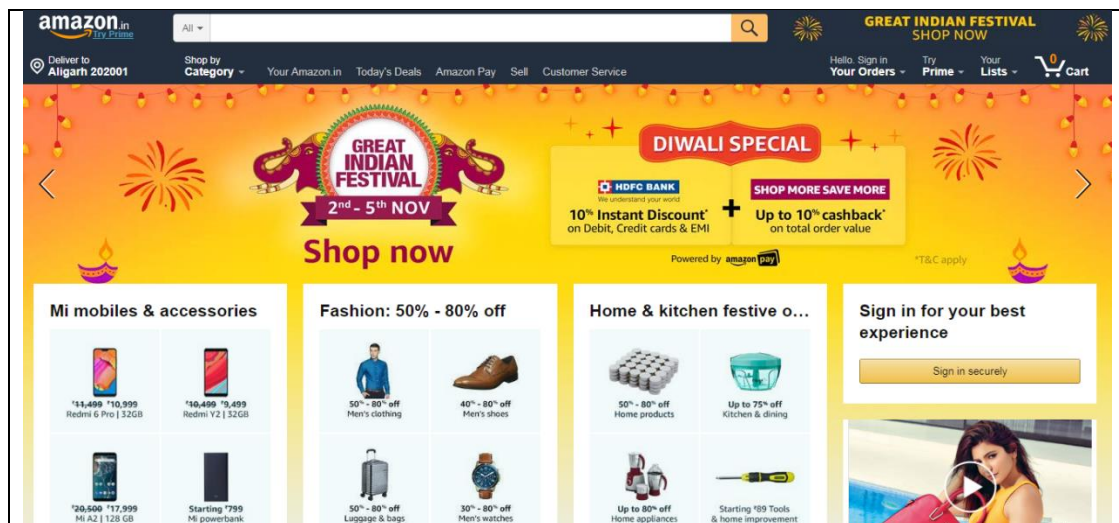 amazon.in
Try Prime
All
GREAT INDIAN FESTIVAL
SHOP NOW
Deliver to
Aligarh 202001
Shop by
Category
Your Amazon.in Today's Deals Amazon Pay Sell Customer Service
Hello. Sign in
Your Orders
Try
Prime
Your
Lists
0
Cart
GREAT
INDIAN
FESTIVAL
2nd - 5th NOV
Shop now
DIWALI SPECIAL
HDFC BANK
We understand your world
10% Instant Discount*
on Debit, Credit cards & EMI
+
SHOP MORE SAVE MORE
Up to 10% cashback*
on total order value
Powered by amazon pay
*T&C apply
Mi mobiles & accessories
₹11,499 ₹10,999
Redmi 6 Pro | 32GB
₹10,499 ₹9,499
Redmi Y2 | 32GB
₹20,500 ₹17,999
Mi A2 | 128 GB
Starting ₹799
Mi powerbank
Fashion: 50% - 80% off
50% - 80% off
Men's clothing
40% - 80% off
Men's shoes
50% - 80% off
Luggage & bags
30% - 80% off
Men's watches
Home & kitchen festive o...
50% - 80% off
Home products
Up to 75% off
Kitchen & dining
Up to 80% off
Home appliances
Starting ₹89 Tools
& home improvement
Sign in for your best
experience
Sign in securely